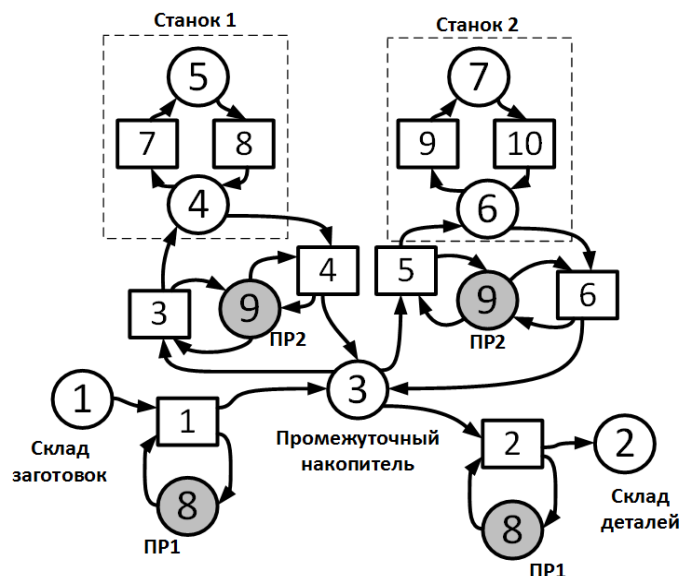 Станок 1
Станок 2
5
7
7
8
9
10
4
6
4
5
3
9
9
6
ПР2
ПР2
1
3
1
2
2
Склад
заготовок
Промежуточный
накопитель
8
Склад
деталей
8
ПР1
ПР1